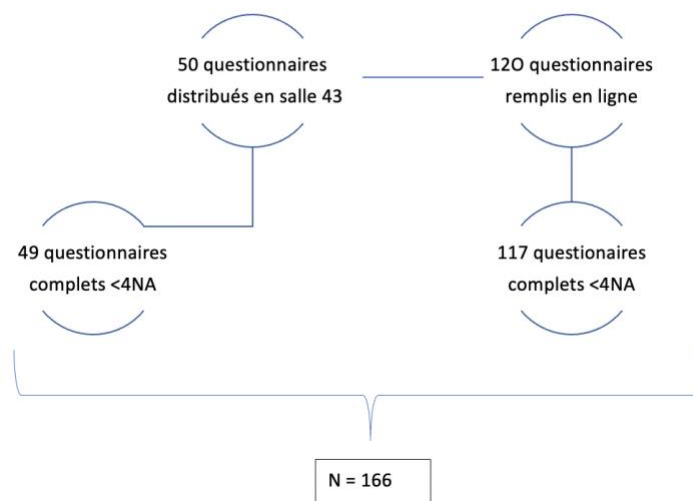 50 questionnaires
distribués en salle 43
12O questionnaires
remplis en ligne
49 questionnaires
complets <4NA
117 questionaires
complets <4NA
N = 166